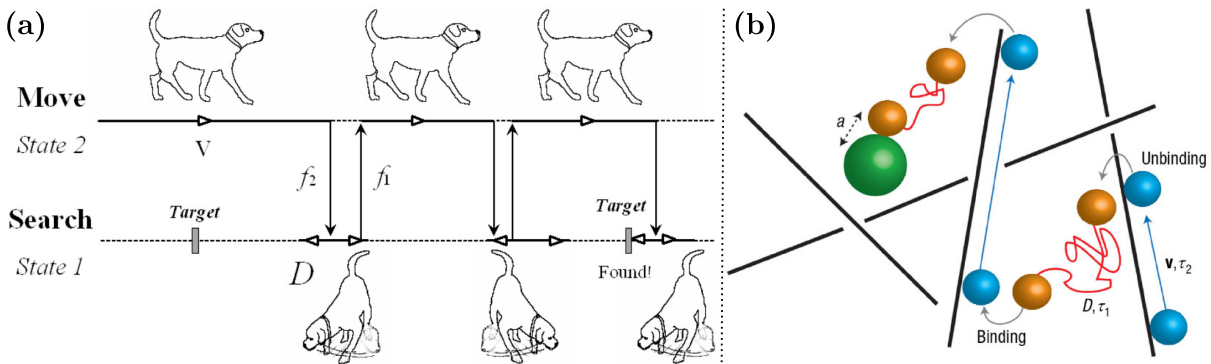 (a)
Move
State 2
V
f2
f1
Search
State 1
Target
Target
D
Found!
(b)
a
Unbinding
v, τ2
D, τ1
Binding